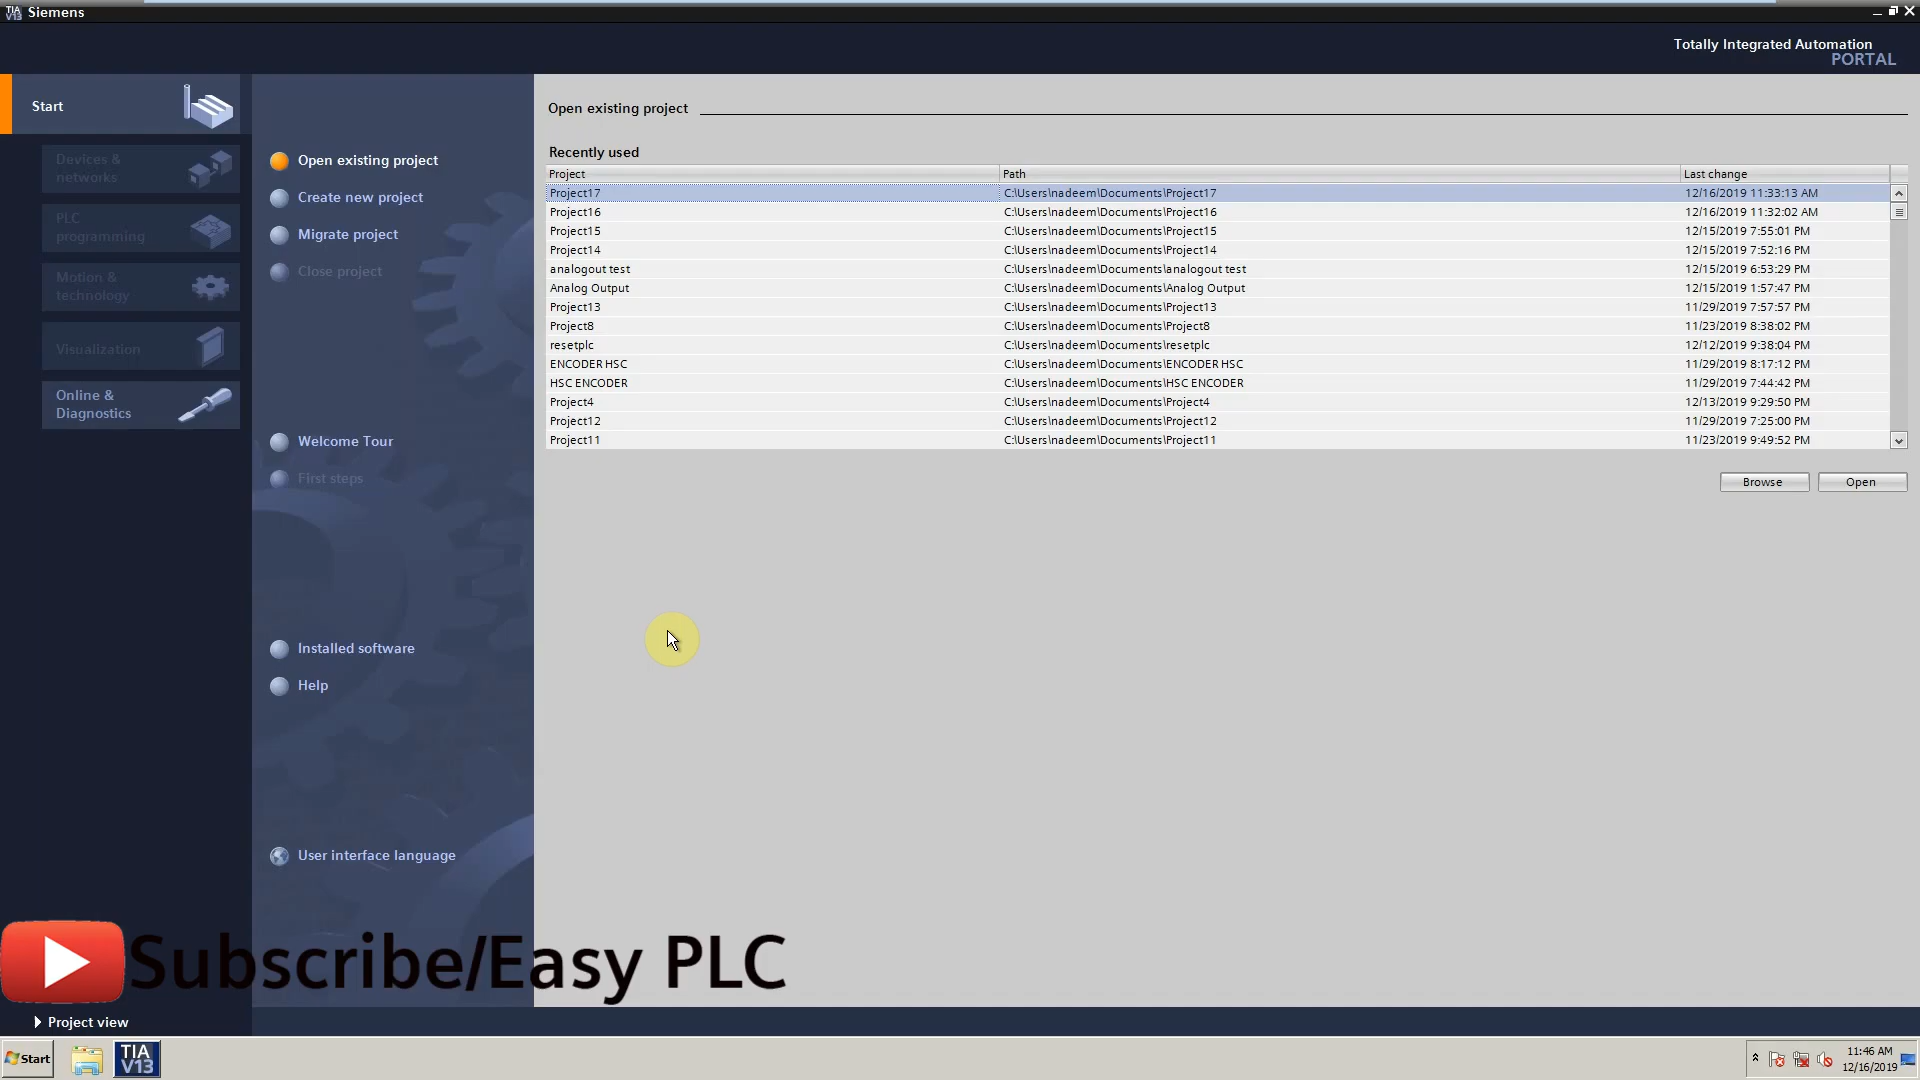 TIA
V13
Siemens
Totally Integrated Automation
PORTAL
Start
Devices &
networks
PLC
programming
Motion &
technology
Visualization
Online &
Diagnostics
Open existing project
Create new project
Migrate project
Close project
Welcome Tour
First steps
Installed software
Help
User interface language
Open existing project
Recently used
Project Path Last change
Project17 C:\Users\nadeem\Documents\Project17 12/16/2019 11:33:13 AM
Project16 C:\Users\nadeem\Documents\Project16 12/16/2019 11:32:02 AM
Project15 C:\Users\nadeem\Documents\Project15 12/15/2019 7:55:01 PM
Project14 C:\Users\nadeem\Documents\Project14 12/15/2019 7:52:16 PM
analogout test C:\Users\nadeem\Documents\analogout test 12/15/2019 6:53:29 PM
Analog Output C:\Users\nadeem\Documents\Analog Output 12/15/2019 1:57:47 PM
Project13 C:\Users\nadeem\Documents\Project13 11/29/2019 7:57:57 PM
Project8 C:\Users\nadeem\Documents\Project8 11/23/2019 8:38:02 PM
resetplc C:\Users\nadeem\Documents\resetplc 12/12/2019 9:38:04 PM
ENCODER HSC C:\Users\nadeem\Documents\ENCODER HSC 11/29/2019 8:17:12 PM
HSC ENCODER C:\Users\nadeem\Documents\HSC ENCODER 11/29/2019 7:44:42 PM
Project4 C:\Users\nadeem\Documents\Project4 12/13/2019 9:29:50 PM
Project12 C:\Users\nadeem\Documents\Project12 11/29/2019 7:25:00 PM
Project11 C:\Users\nadeem\Documents\Project11 11/23/2019 9:49:52 PM
Browse Open
Subscribe/Easy PLC
Project view
Start
TIA
V13
11:46 AM
12/16/2019